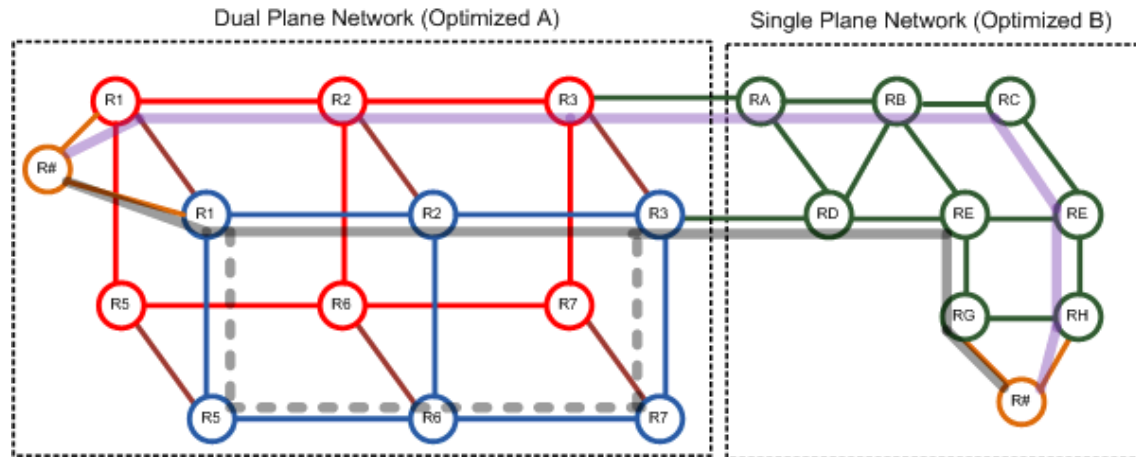 Dual Plane Network (Optimized A)
Single Plane Network (Optimized B)
R1
R2
R3
RA
RB
RC
R#
R1
R2
R3
RD
RE
RE
R5
R6
R7
RG
RH
R#
R5
R6
R7